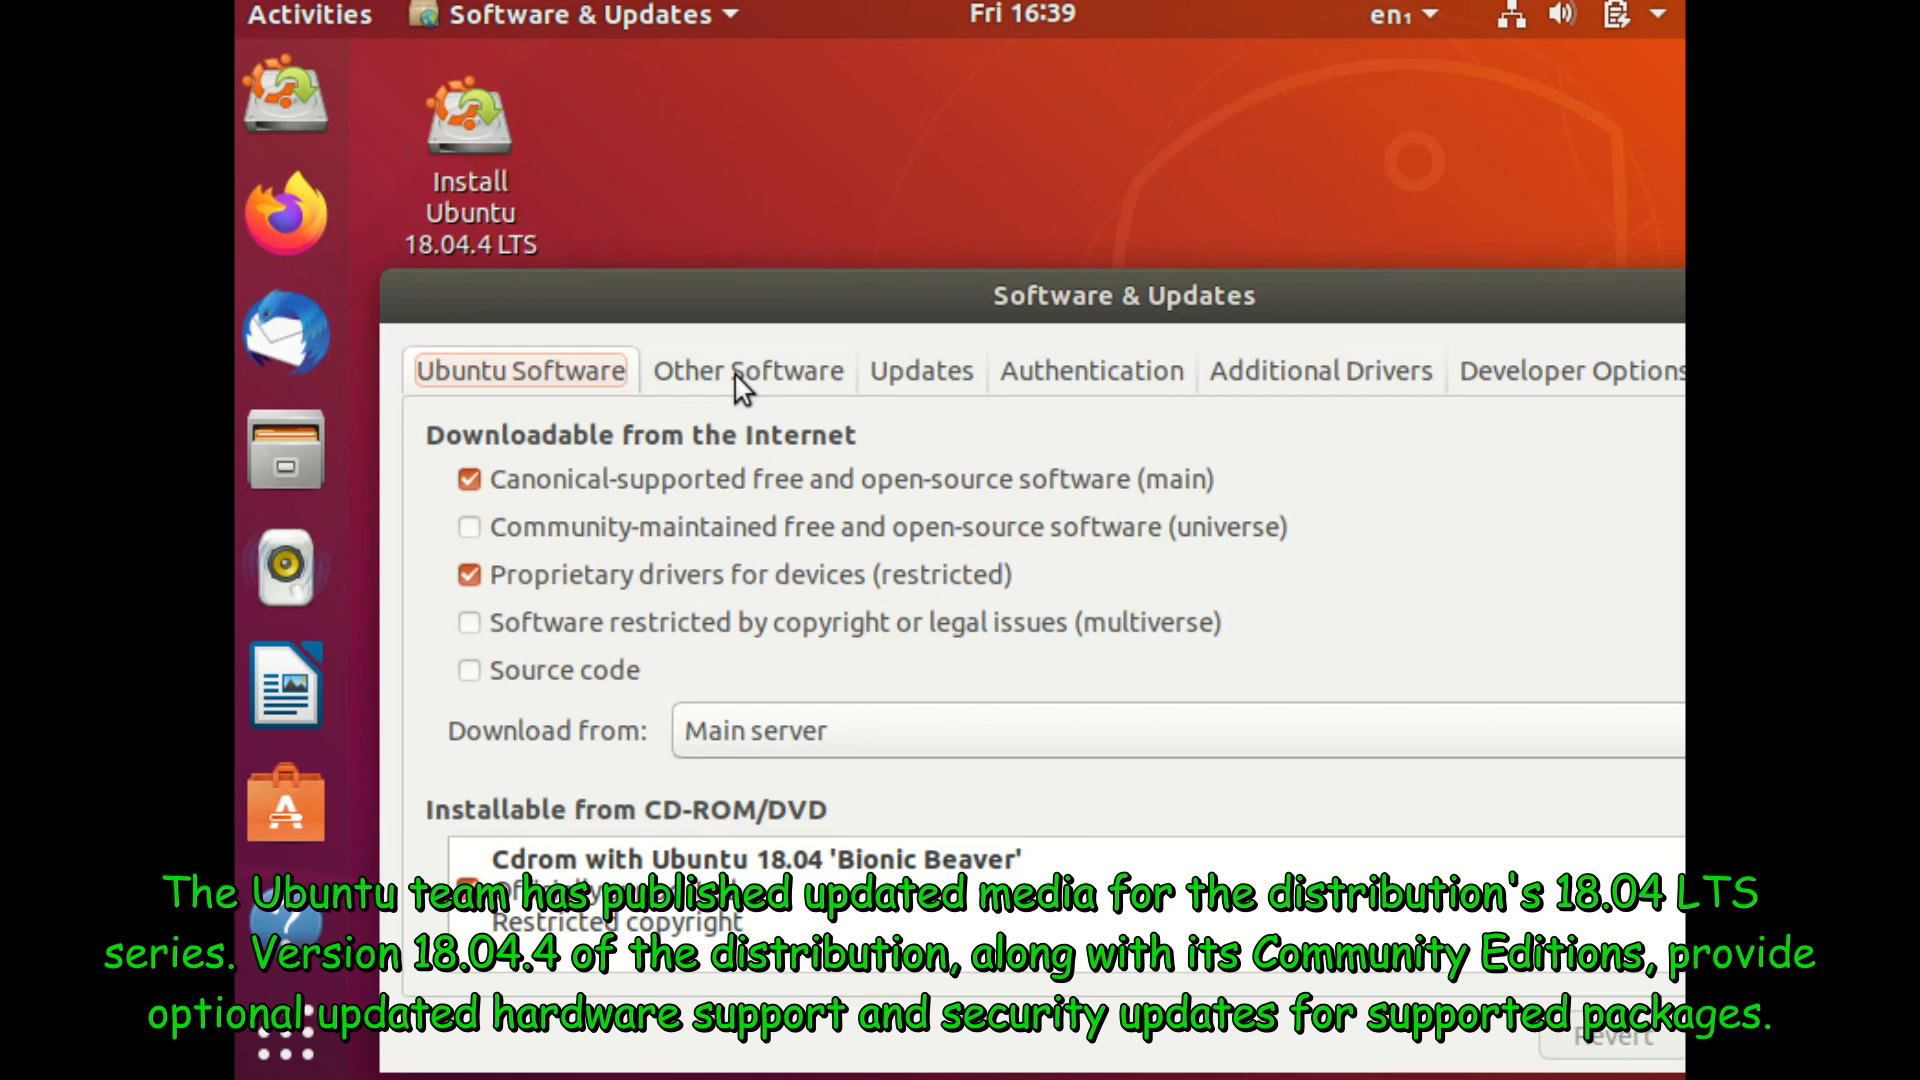 Activities Software & Updates Fri 16:39 en₁
Install
Ubuntu
18.04.4 LTS
Software & Updates
Ubuntu Software Other Software Updates Authentication Additional Drivers Developer Options
Downloadable from the Internet
Canonical-supported free and open-source software (main)
Community-maintained free and open-source software (universe)
Proprietary drivers for devices (restricted)
Software restricted by copyright or legal issues (multiverse)
Source code
Download from: Main server
Installable from CD-ROM/DVD
Cdrom with Ubuntu 18.04 'Bionic Beaver'
Restricted copyright
The Ubuntu team has published updated media for the distribution's 18.04 LTS
series. Version 18.04.4 of the distribution, along with its Community Editions, provide
optional updated hardware support and security updates for supported packages.
Revert